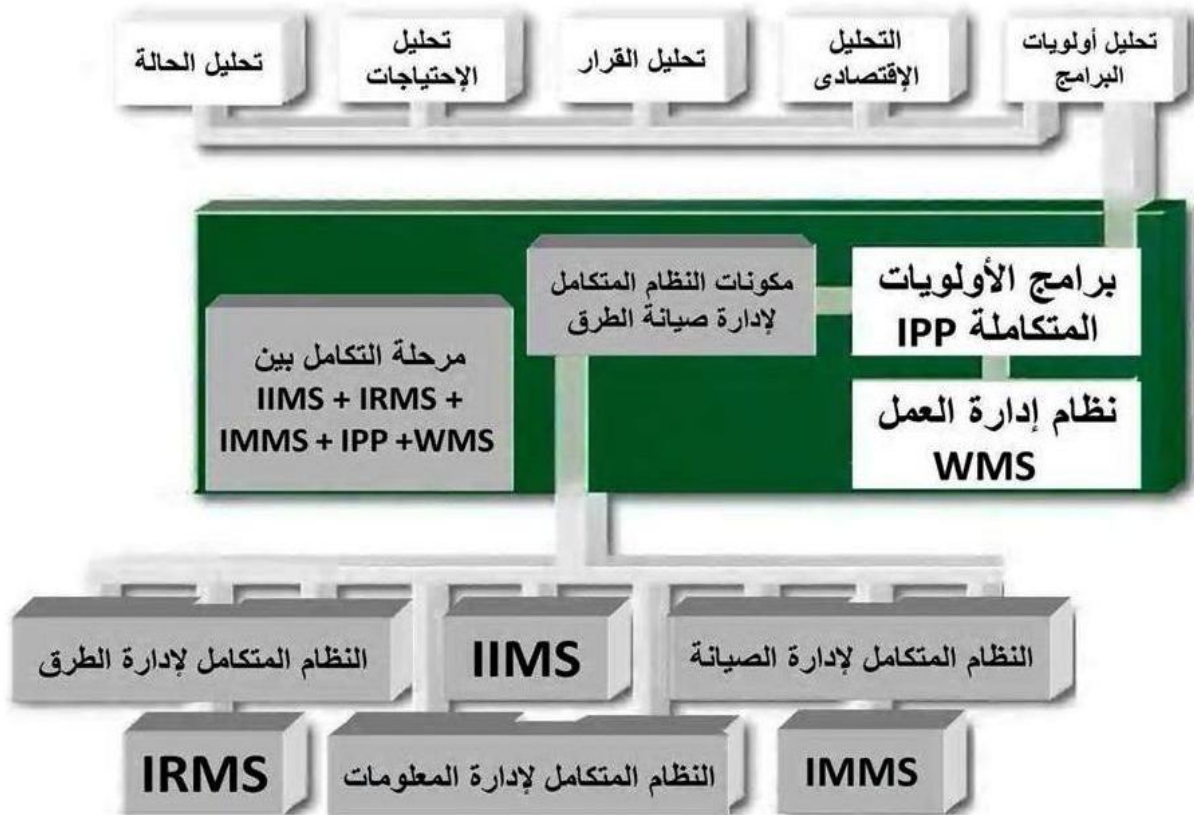 تحليل أولويات
البرامج
التحليل
الإقتصادى
تحليل القرار
تحليل
الإحتياجات
تحليل الحالة
برامج الأولويات
المتكاملة IPP
مكونات النظام المتكامل
لإدارة صيانة الطرق
نظام إدارة العمل
WMS
مرحلة التكامل بين
IIMS + IRMS +
IMMS + IPP +WMS
النظام المتكامل لإدارة الصيانة
IIMS
النظام المتكامل لإدارة الطرق
IMMS
النظام المتكامل لإدارة المعلومات
IRMS